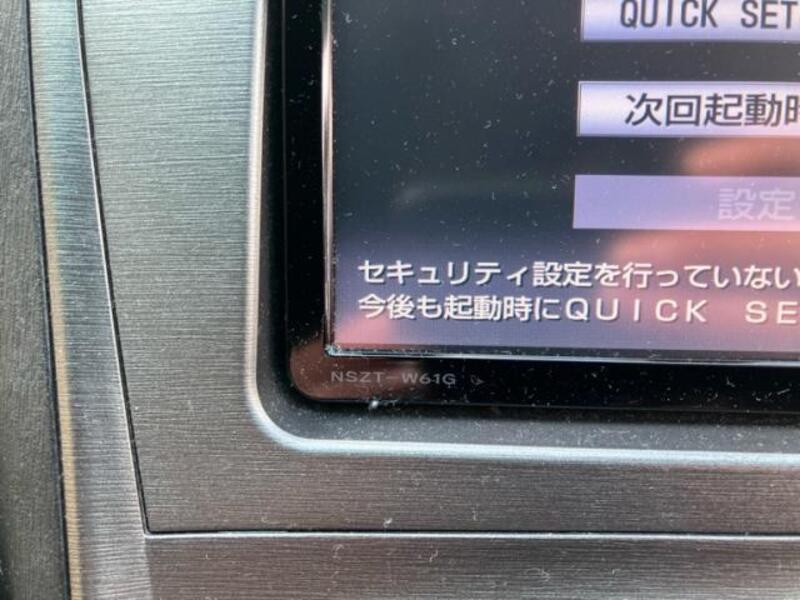 QUICK SET
次回起動時
設定
セキュリティ設定を行っていない
今後も起動時にQUICK SE
NSZT-W61G